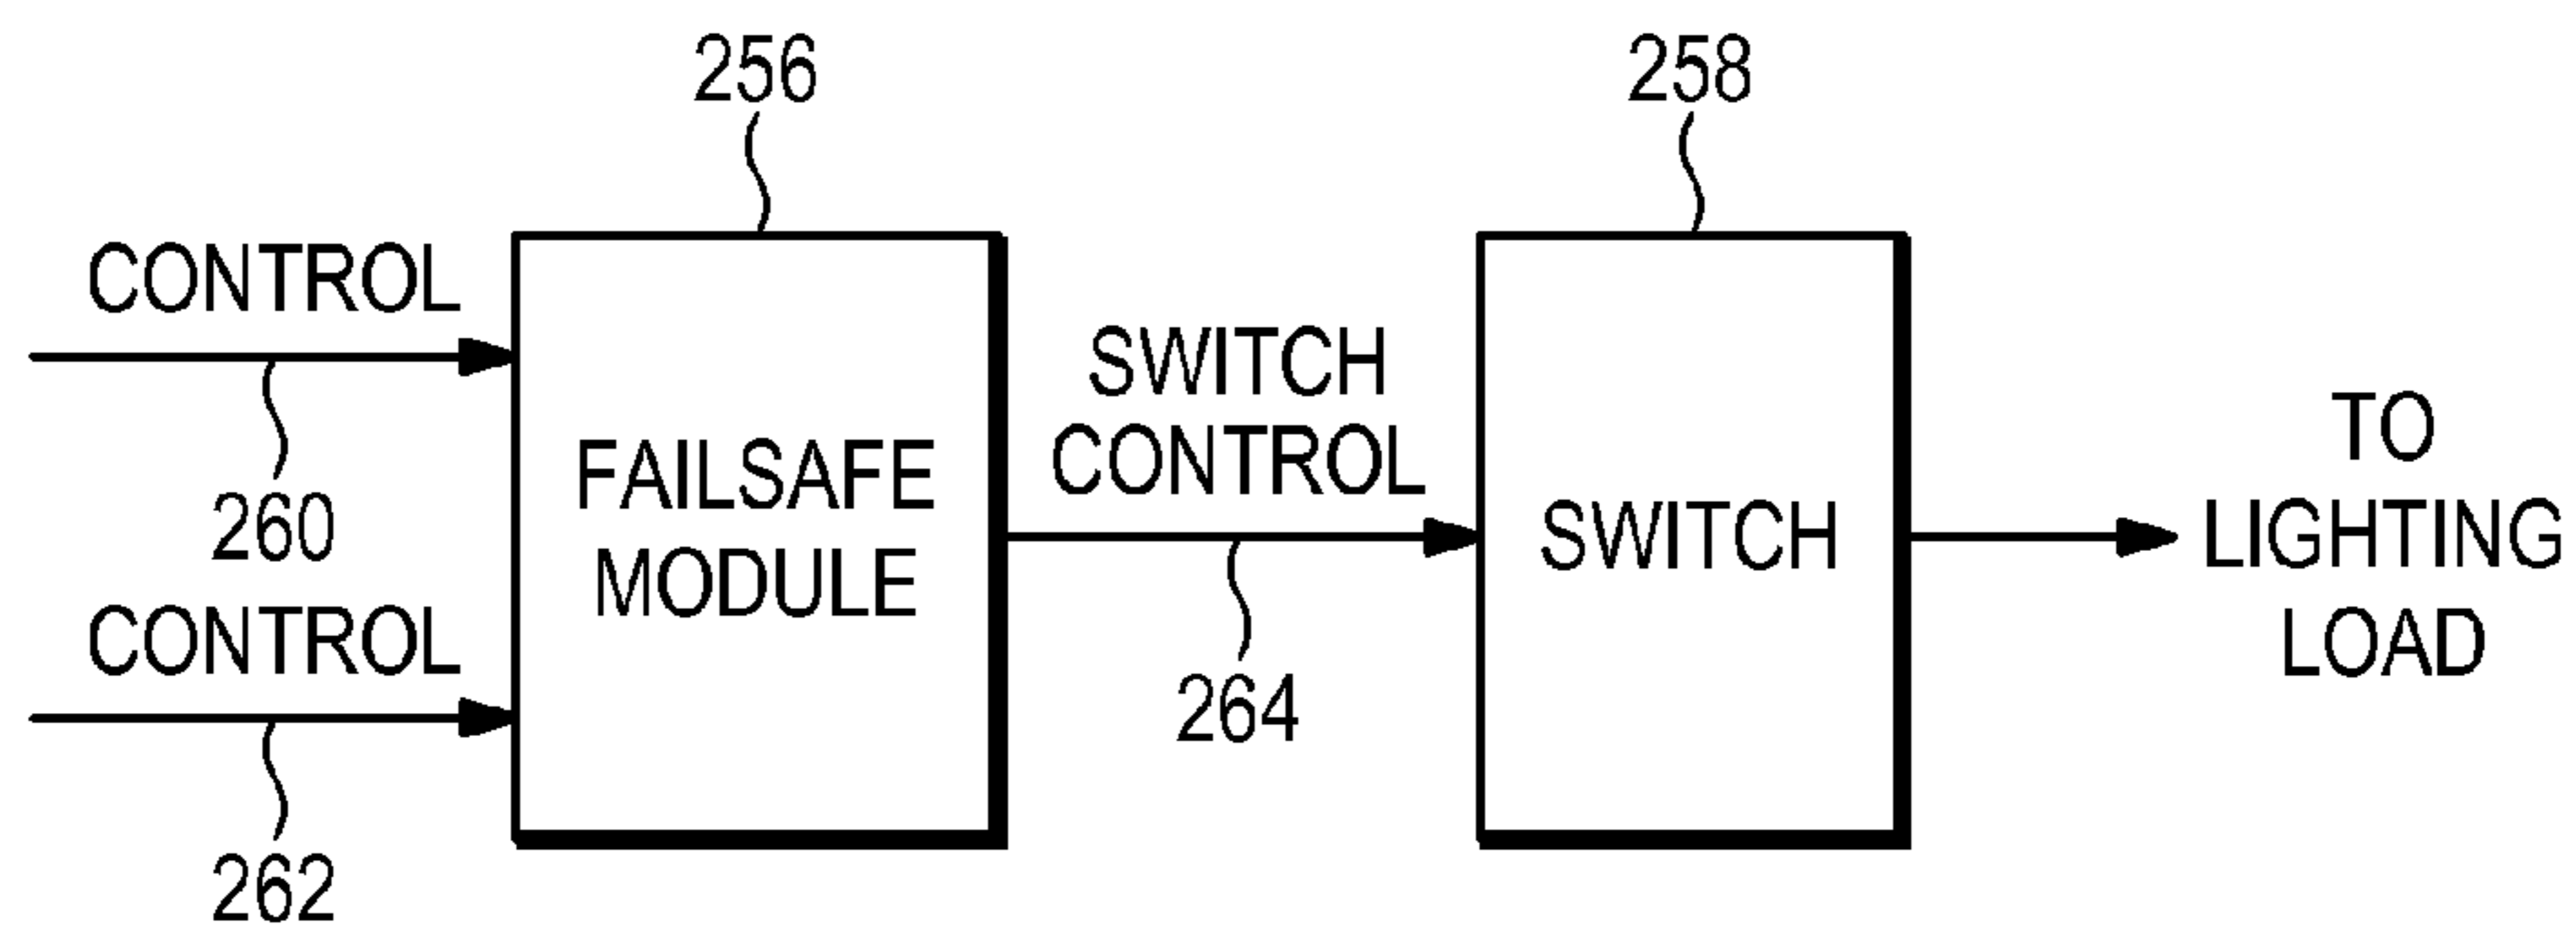 256
258
CONTROL
260
FAILSAFE
MODULE
CONTROL
262
SWITCH
CONTROL
264
SWITCH
TO
LIGHTING
LOAD